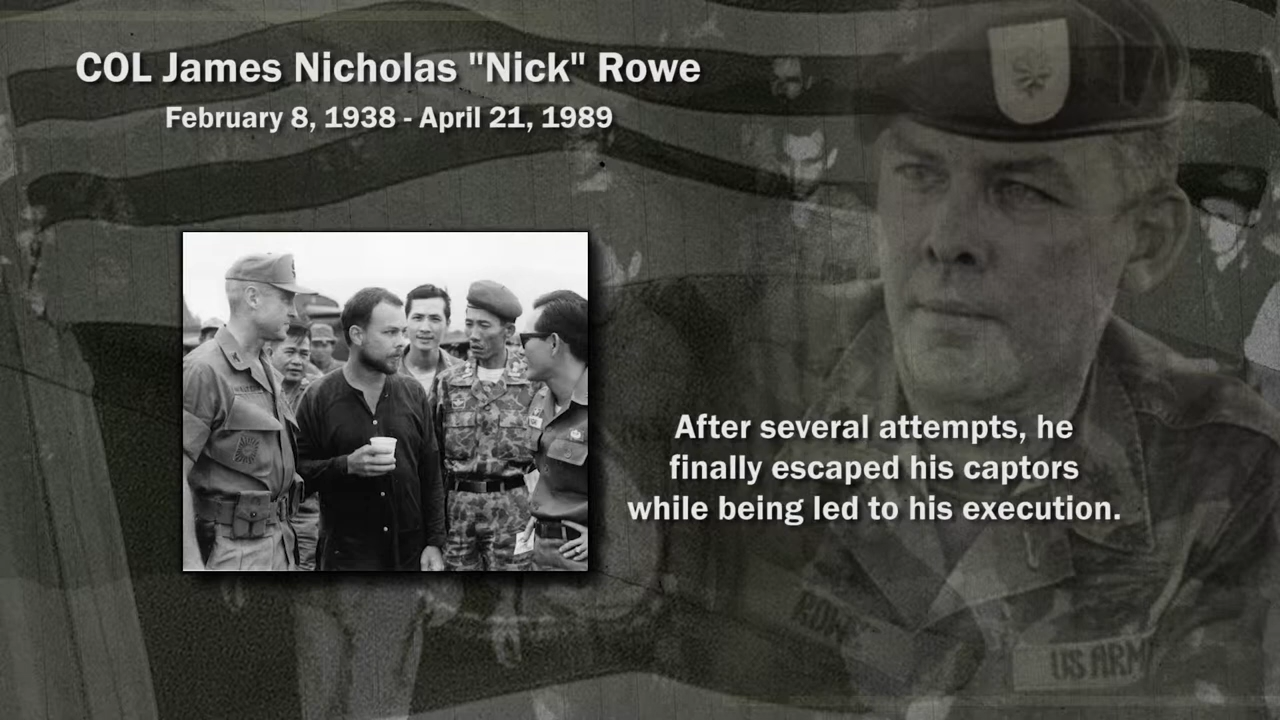 COL James Nicholas "Nick" Rowe
February 8, 1938 - April 21, 1989
After several attempts, he
finally escaped his captors
while being led to his execution.
ROWE
US ARMY